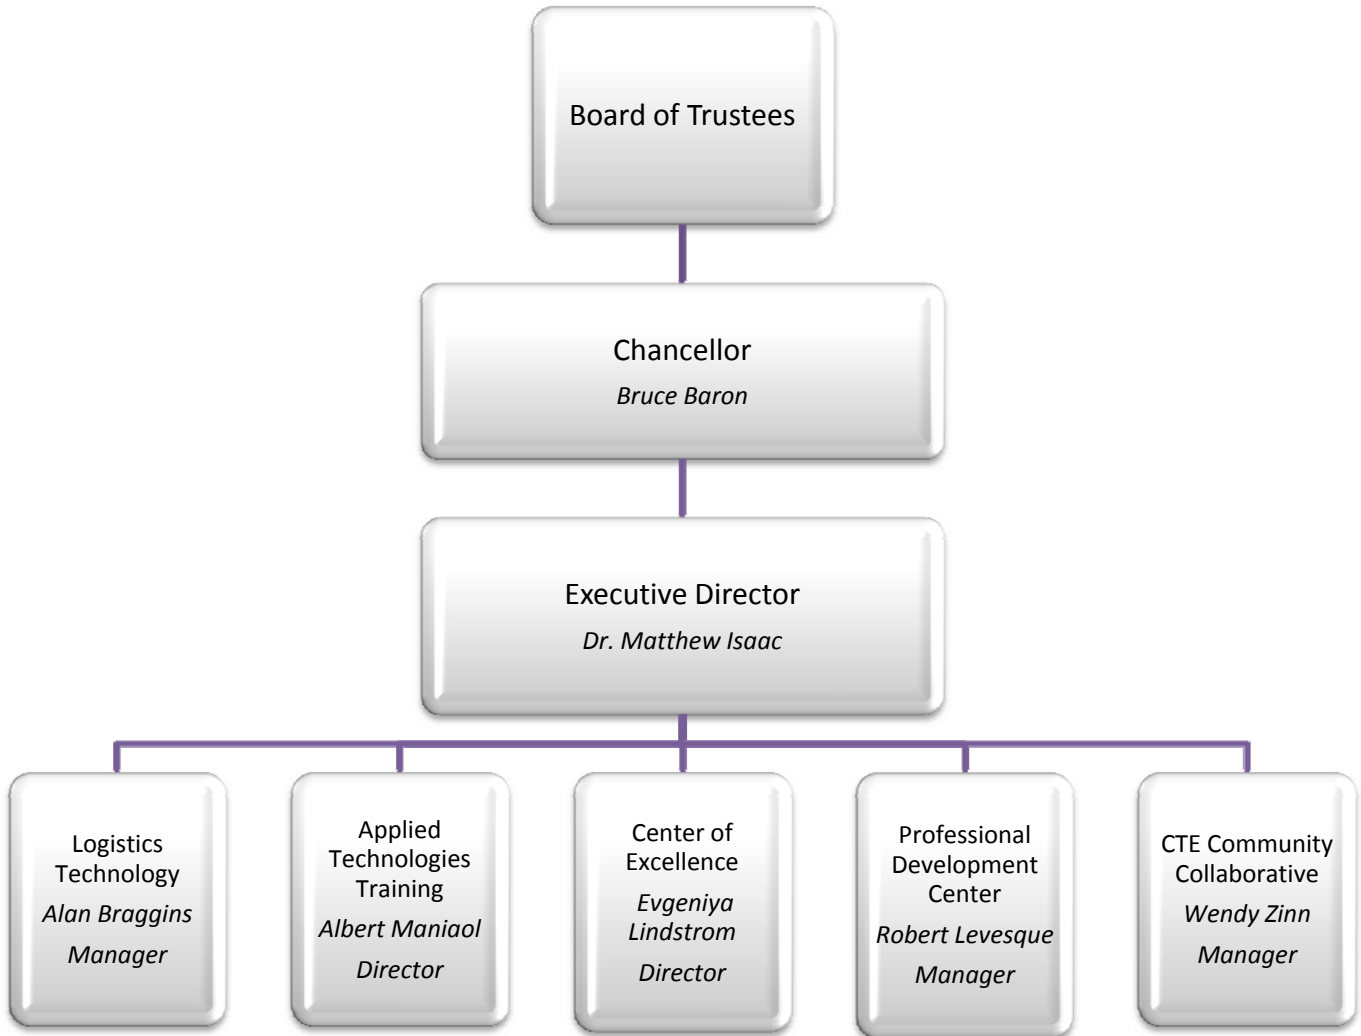 Board of Trustees
Chancellor
Bruce Baron
Executive Director
Dr. Matthew Isaac
Logistics
Technology
Alan Braggins
Manager
Applied
Technologies
Training
Albert Maniaol
Director
Center of
Excellence
Evgeniya
Lindstrom
Director
Professional
Development
Center
Robert Levesque
Manager
CTE Community
Collaborative
Wendy Zinn
Manager